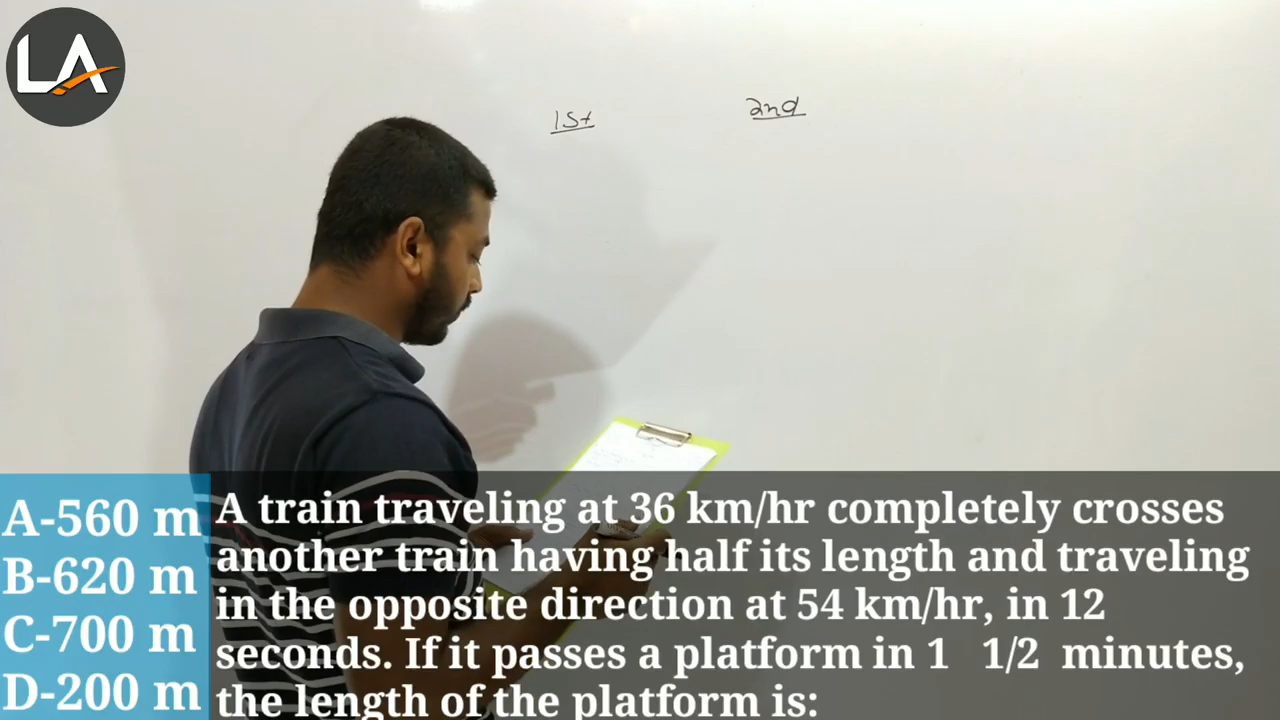 LA
1st
2nd
A-560 m
B-620 m
C-700 m
D-200 m
A train traveling at 36 km/hr completely crosses
another train having half its length and traveling
in the opposite direction at 54 km/hr, in 12
seconds. If it passes a platform in 1 1/2 minutes,
the length of the platform is: